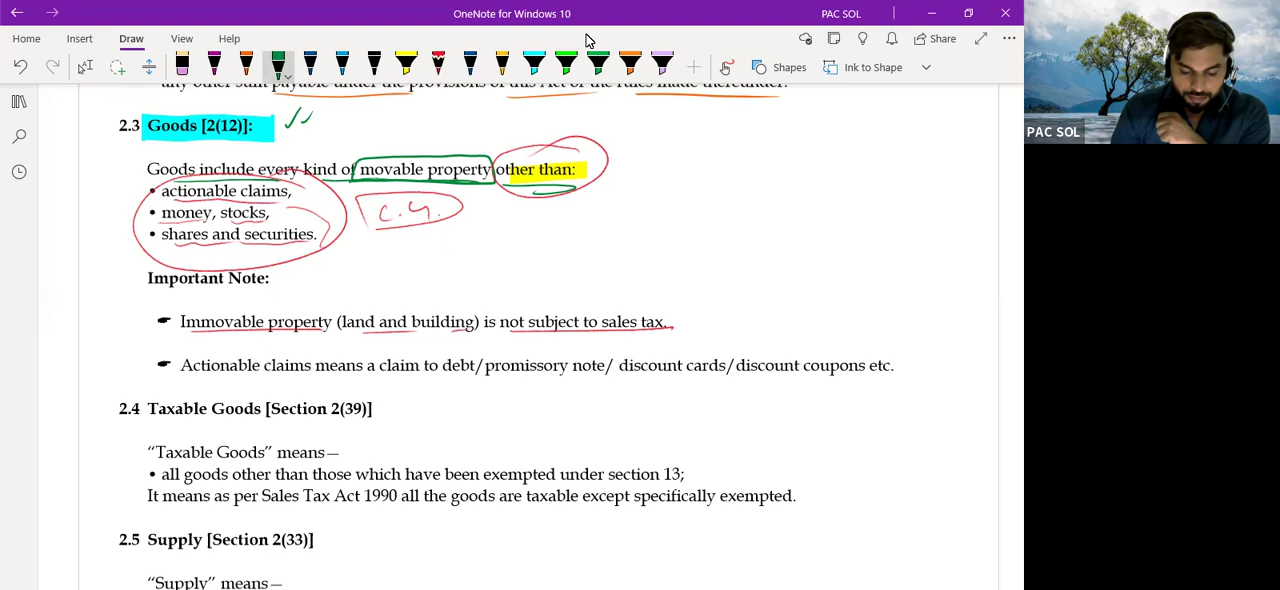 OneNote for Windows 10
PAC SOL
Home Insert Draw View Help
Share
Shapes
Ink to Shape
any other sum payable under the provisions of this Act or the rules made thereunder.
2.3 Goods [2(12)]:
Goods include every kind of movable property other than:
• actionable claims,
• money, stocks,
• shares and securities.
C.G.
Important Note:
Immovable property (land and building) is not subject to sales tax.
Actionable claims means a claim to debt/promissory note/ discount cards/discount coupons etc.
2.4 Taxable Goods [Section 2(39)]
“Taxable Goods” means—
• all goods other than those which have been exempted under section 13;
It means as per Sales Tax Act 1990 all the goods are taxable except specifically exempted.
2.5 Supply [Section 2(33)]
“Supply” means—
PAC SOL